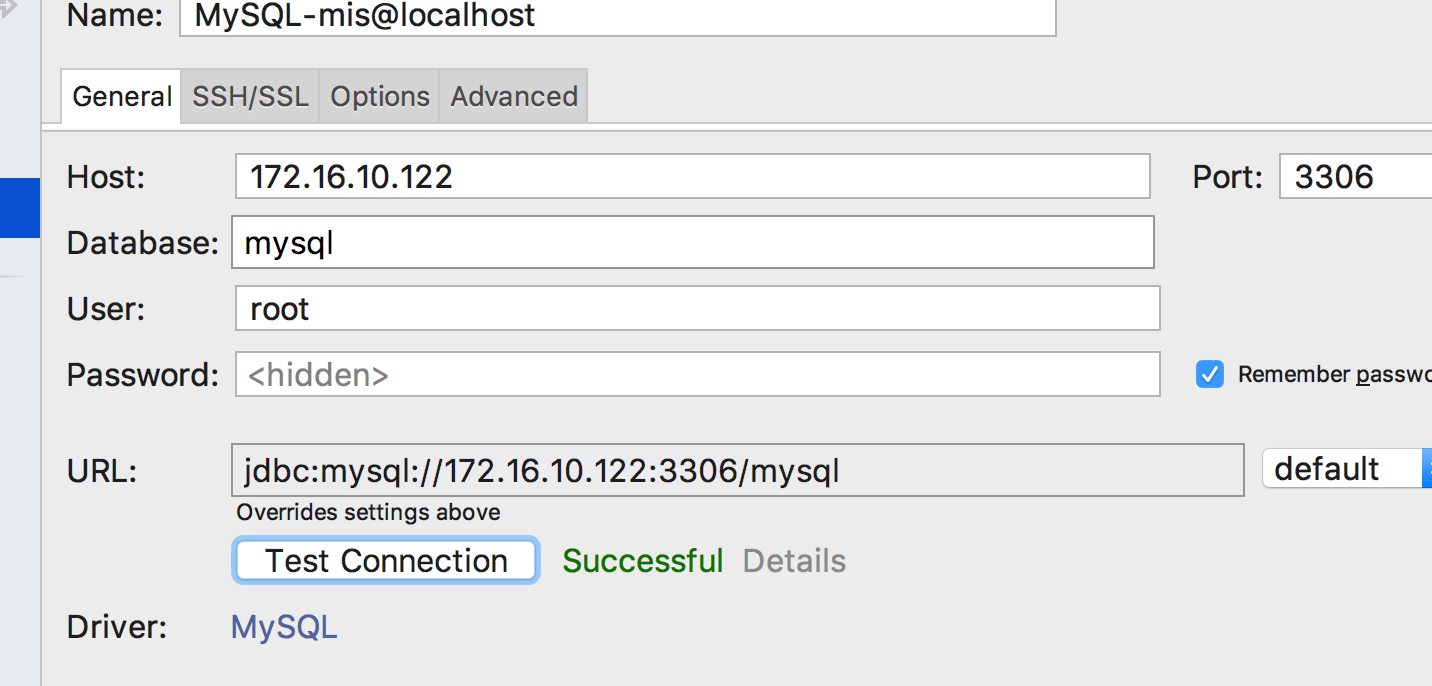 Name: MySQL-mis@localhost
General SSH/SSL Options Advanced
Host: 172.16.10.122 Port: 3306
Database: mysql
User: root
Password: <hidden> Remember passwo
URL: jdbc:mysql://172.16.10.122:3306/mysql default
Overrides settings above
Test Connection Successful Details
Driver: MySQL